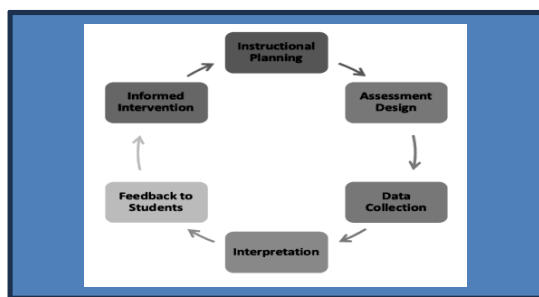 Instructional
Planning
Assessment
Design
Data
Collection
Interpretation
Feedback to
Students
Informed
Intervention